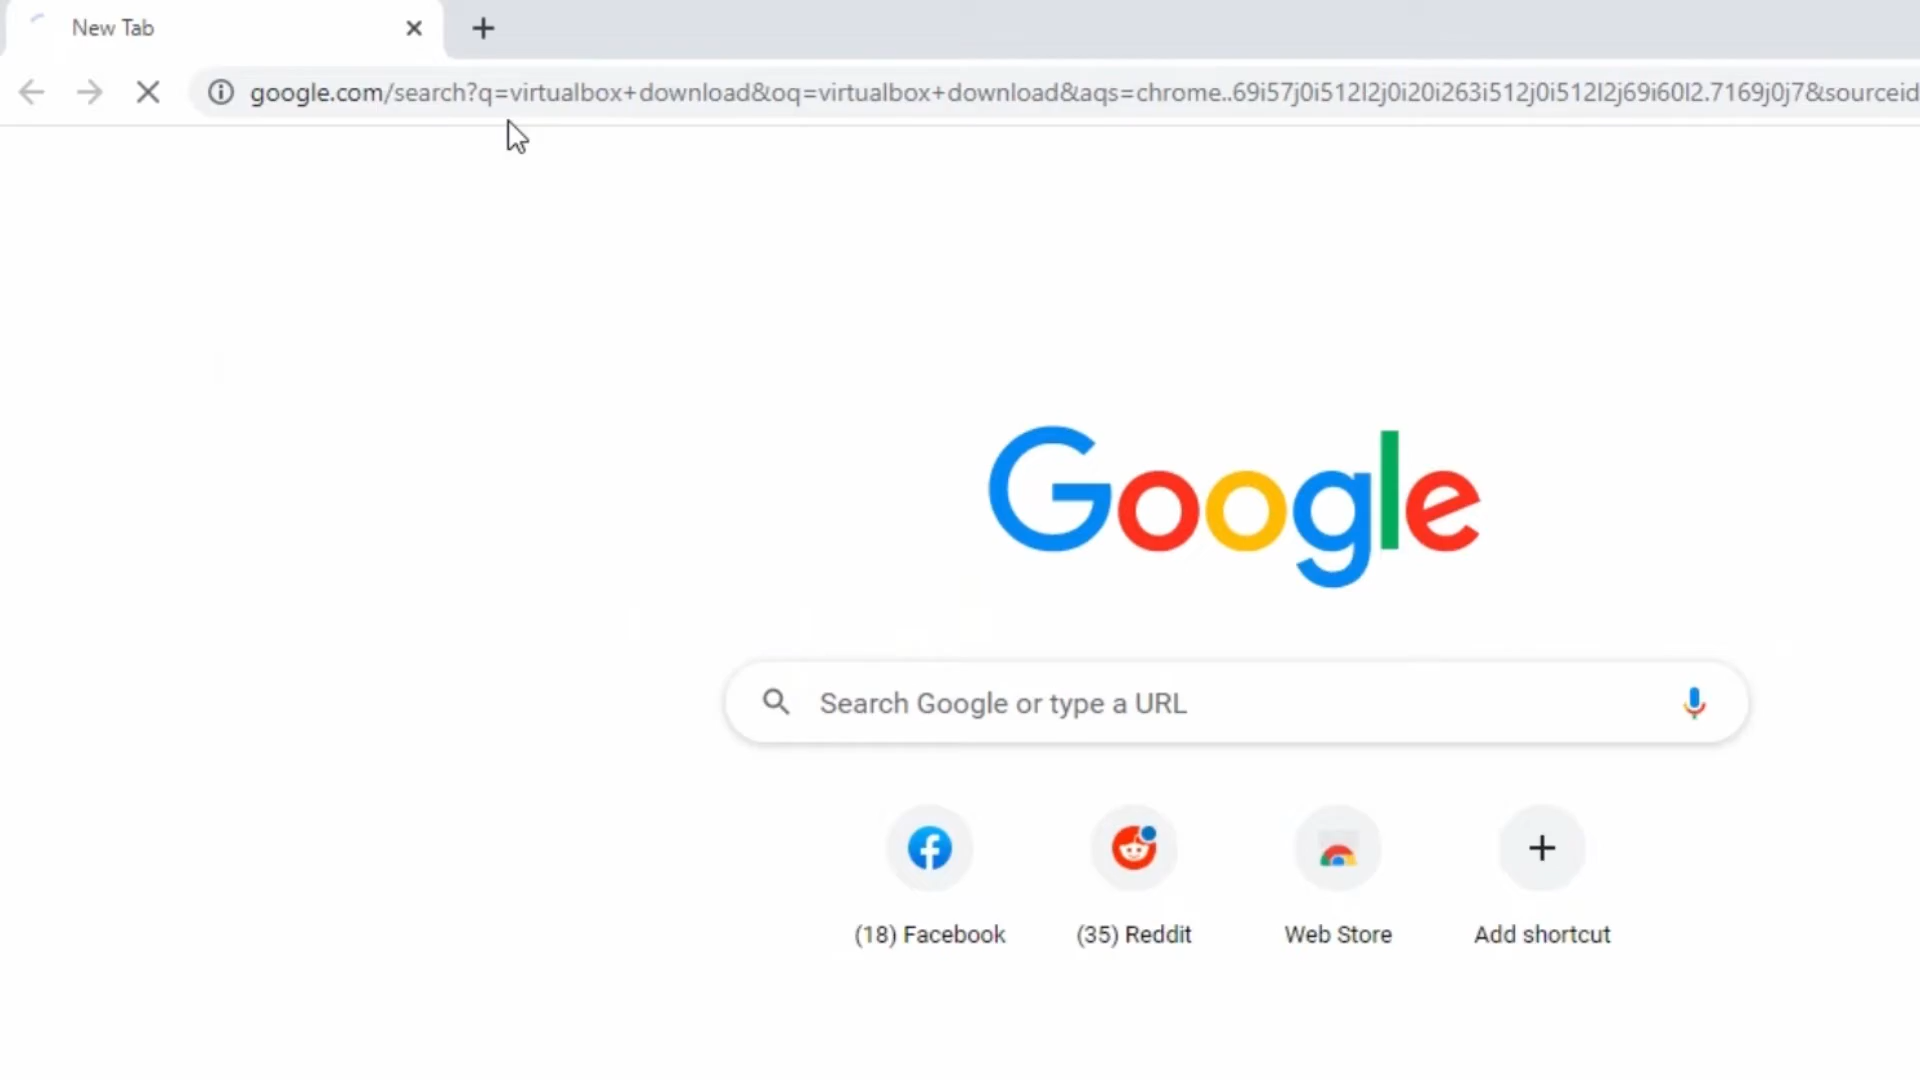 New Tab
google.com/search?q=virtualbox+download&oq=virtualbox+download&aqs=chrome..69i57j0i512l2j0i20i263i512j0i512l2j69i60l2.7169j0j7&sourceid
Google
Search Google or type a URL
(18) Facebook
(35) Reddit
Web Store
Add shortcut